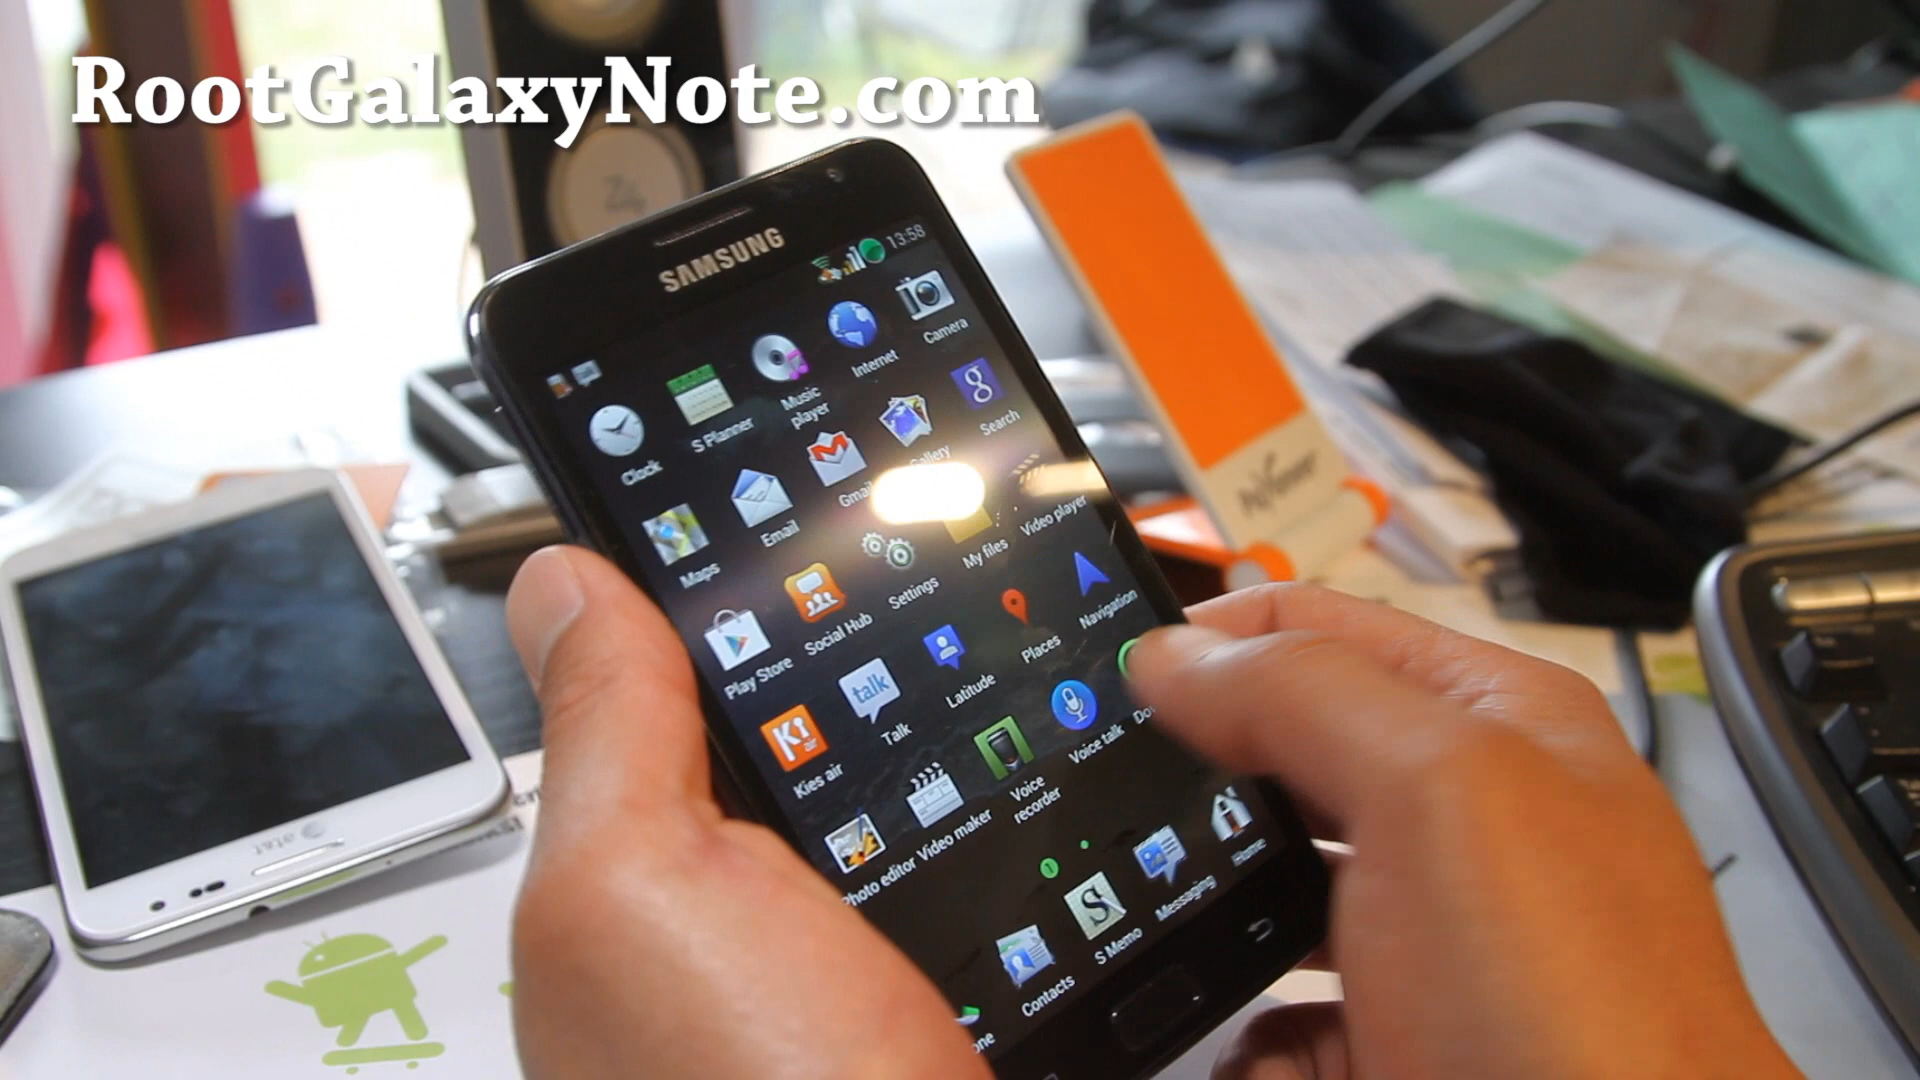 RootGalaxyNote.com
SAMSUNG
13:58
Clock
S Planner
Music
player
Internet
Camera
Maps
Email
Gmail
Gallery
Search
Play Store
Social Hub
Settings
My files
Video player
Kies air
talk
Talk
Latitude
Places
Navigation
Photo editor
Video maker
Voice
recorder
Voice talk
Contacts
S Memo
Messaging
Home
at&t